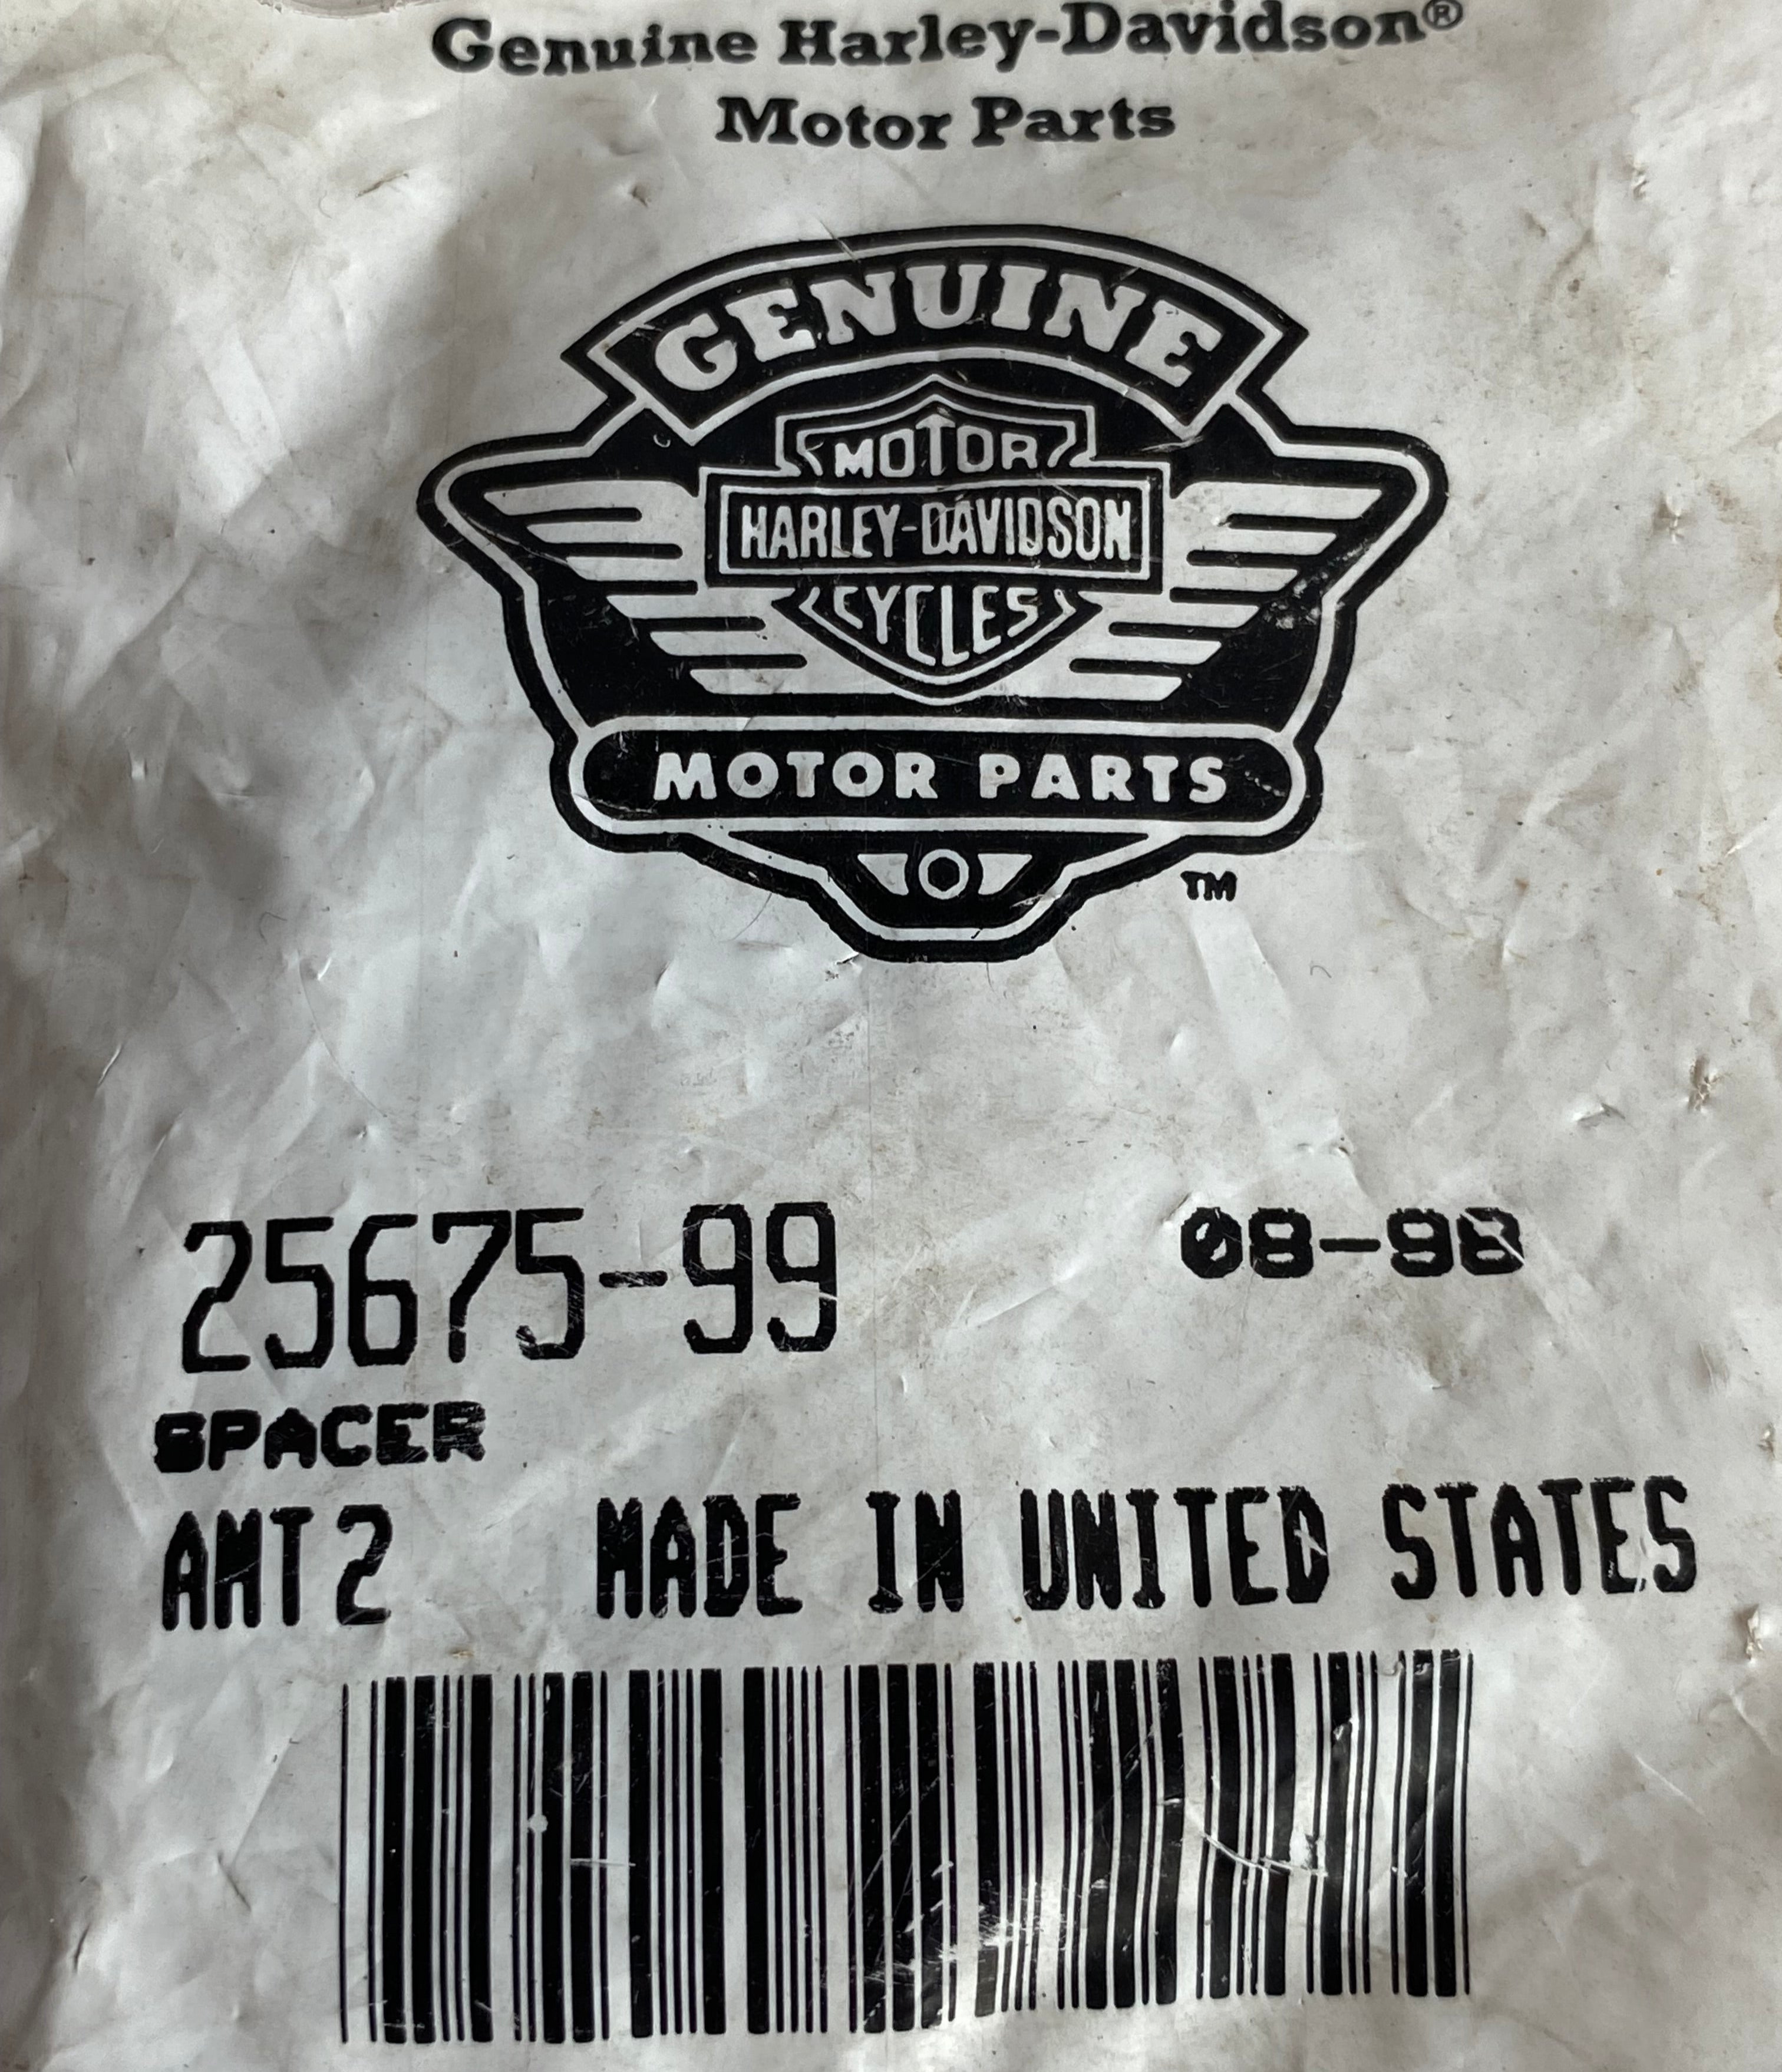 Genuine Harley-Davidson®
Motor Parts
GENUINE
MOTOR
HARLEY-DAVIDSON
CYCLES
MOTOR PARTS
TM
25675-99 08-98
SPACER
AMT 2 MADE IN UNITED STATES